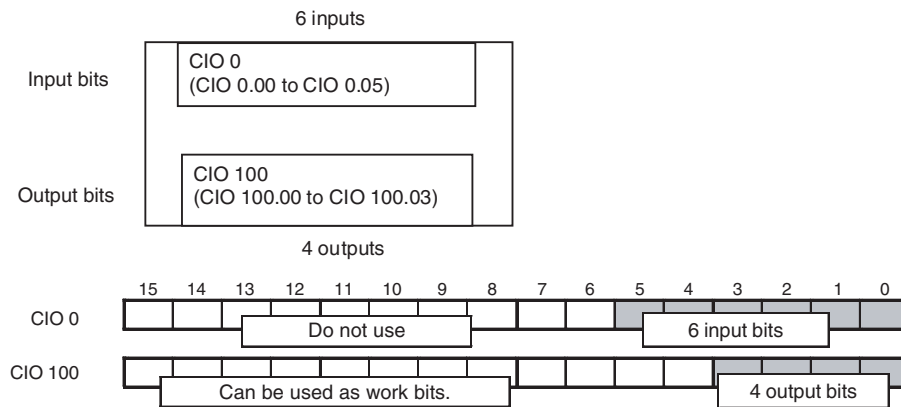 6 inputs
Input bits
CIO 0
(CIO 0.00 to CIO 0.05)
Output bits
CIO 100
(CIO 100.00 to CIO 100.03)
4 outputs
15 14 13 12 11 10 9 8 7 6 5 4 3 2 1 0
CIO 0
Do not use
6 input bits
CIO 100
Can be used as work bits.
4 output bits